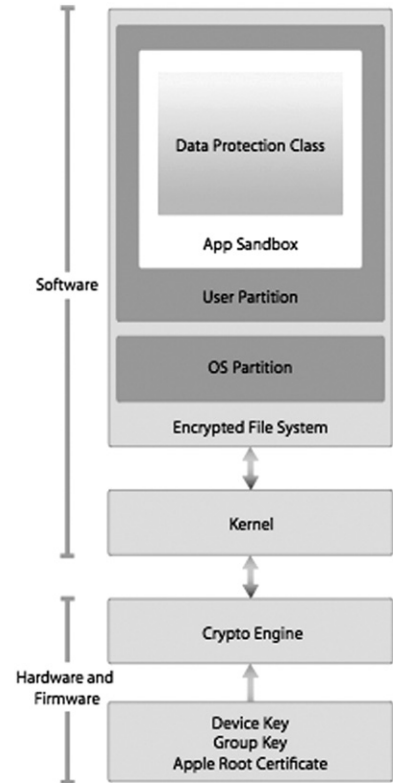 Data Protection Class
App Sandbox
Software
User Partition
OS Partition
Encrypted File System
Kernel
Crypto Engine
Hardware and
Firmware
Device Key
Group Key
Apple Root Certificate